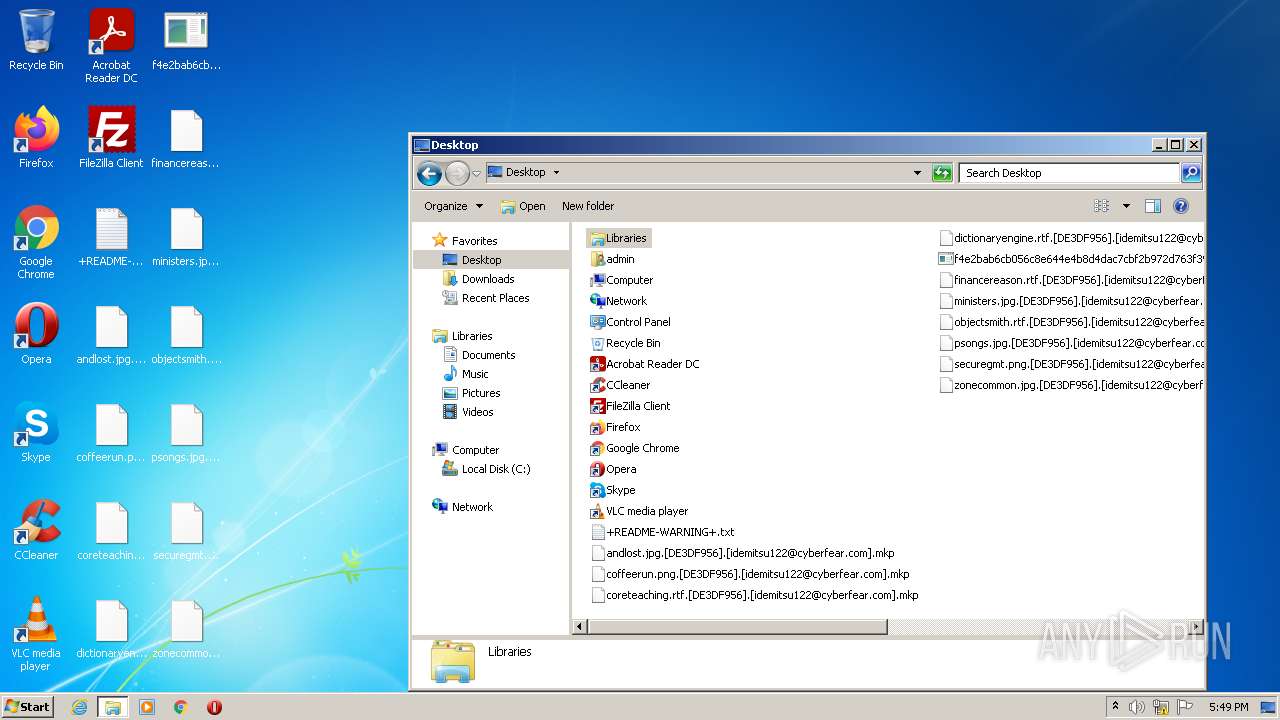 Recycle Bin
Acrobat
Reader DC
f4e2bab6cb...
Firefox
FileZilla Client
financereas...
Google
Chrome
+README-...
ministers.jp...
Opera
andlost.jpg....
objectsmith....
Skype
coffeerun.p...
psongs.jpg....
CCleaner
coreteachin...
securegmt....
VLC media
player
dictionaryen...
zonecommo...
Desktop
Desktop
Search Desktop
Organize
Open
New folder
Favorites
Desktop
Downloads
Recent Places
Libraries
Documents
Music
Pictures
Videos
Computer
Local Disk (C:)
Network
Libraries
admin
Computer
Network
Control Panel
Recycle Bin
Acrobat Reader DC
CCleaner
FileZilla Client
Firefox
Google Chrome
Opera
Skype
VLC media player
+README-WARNING+.txt
andlost.jpg.[DE3DF956].[idemitsu122@cyberfear.com].mkp
coffeerun.png.[DE3DF956].[idemitsu122@cyberfear.com].mkp
coreteaching.rtf.[DE3DF956].[idemitsu122@cyberfear.com].mkp
dictionaryengine.rtf.[DE3DF956].[idemitsu122@cyb
financereason.rtf.[DE3DF956].[idemitsu122@cyber
ministers.jpg.[DE3DF956].[idemitsu122@cyberfear.
objectsmith.rtf.[DE3DF956].[idemitsu122@cyberfea
psongs.jpg.[DE3DF956].[idemitsu122@cyberfear.co
securegmt.png.[DE3DF956].[idemitsu122@cyberfea
zonecommon.jpg.[DE3DF956].[idemitsu122@cyberf
Libraries
ANY RUN
Start
5:49 PM